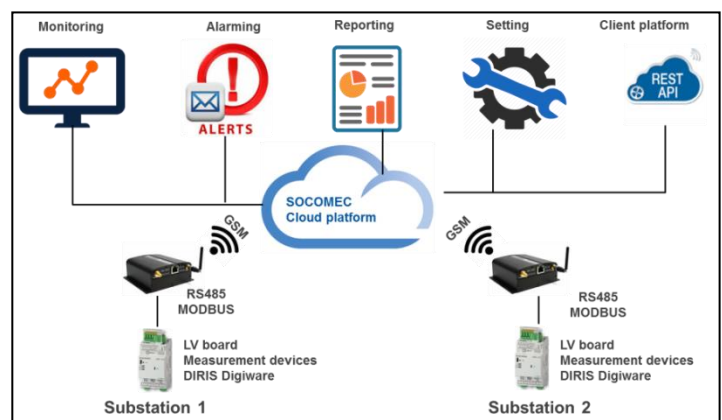 Monitoring
Alarming
Reporting
Setting
Client platform
ALERTS
REST
API
SOCOMEC
Cloud platform
GSM
GSM
RS485
MODBUS
RS485
MODBUS
LV board
Measurement devices
DIRIS Digiware
LV board
Measurement devices
DIRIS Digiware
Substation 1
Substation 2